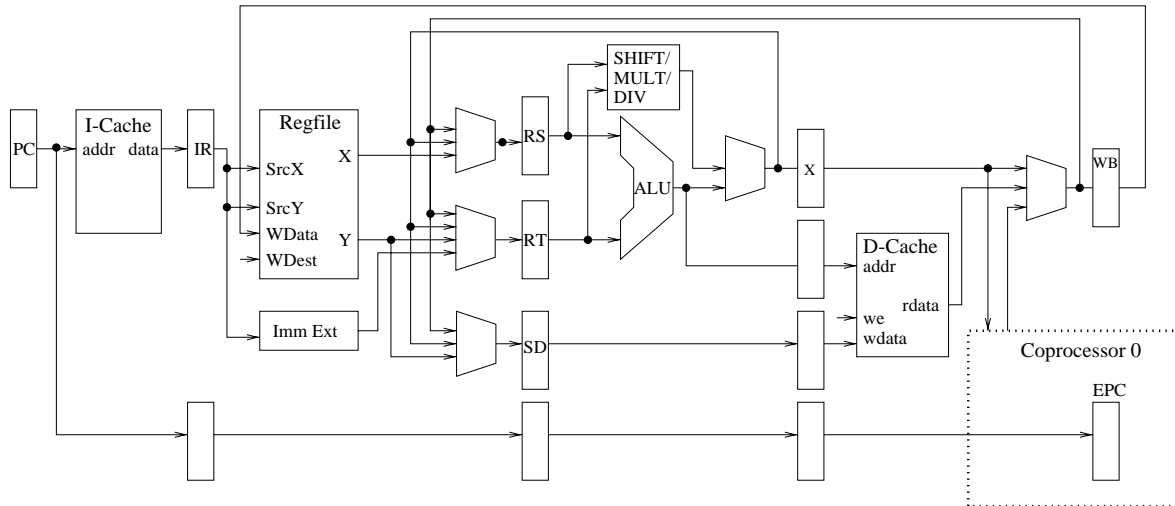 SHIFT/
MULT/
DIV
I-Cache
addr data
PC
IR
Regfile
X
SrcX
SrcY
WData
WDest
Y
RS
ALU
X
WB
RT
D-Cache
addr
rdata
we
wdata
Imm Ext
SD
Coprocessor 0
EPC